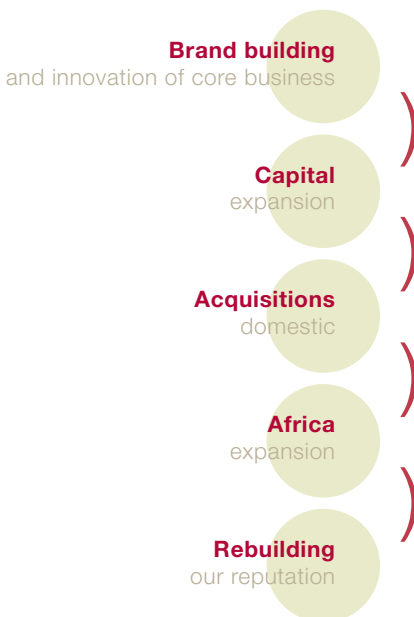 Brand building
and innovation of core business
Capital
expansion
Acquisitions
domestic
Africa
expansion
Rebuilding
our reputation